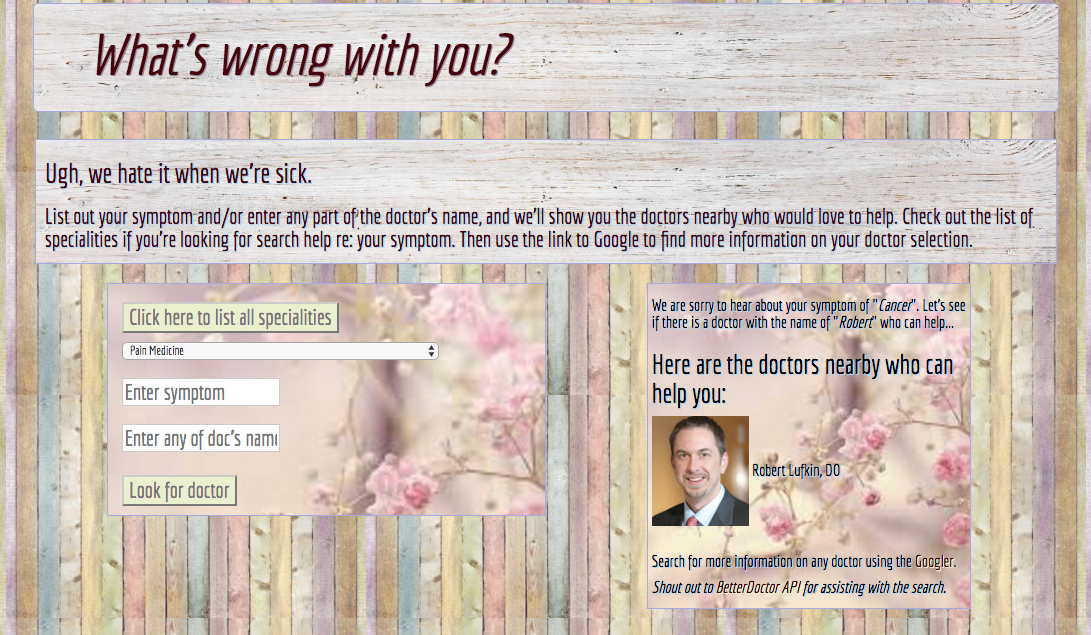 What's wrong with you?
Ugh, we hate it when we're sick.
List out your symptom and/or enter any part of the doctor's name, and we'll show you the doctors nearby who would love to help. Check out the list of
specialities if you're looking for search help re: your symptom. Then use the link to Google to find more information on your doctor selection.
Click here to list all specialities
Pain Medicine
Enter symptom
Enter any of doc's name
Look for doctor
We are sorry to hear about your symptom of "Cancer". Let's see
if there is a doctor with the name of "Robert" who can help...
Here are the doctors nearby who can
help you:
Robert Lufkin, DO
Search for more information on any doctor using the Googler.
Shout out to BetterDoctor API for assisting with the search.